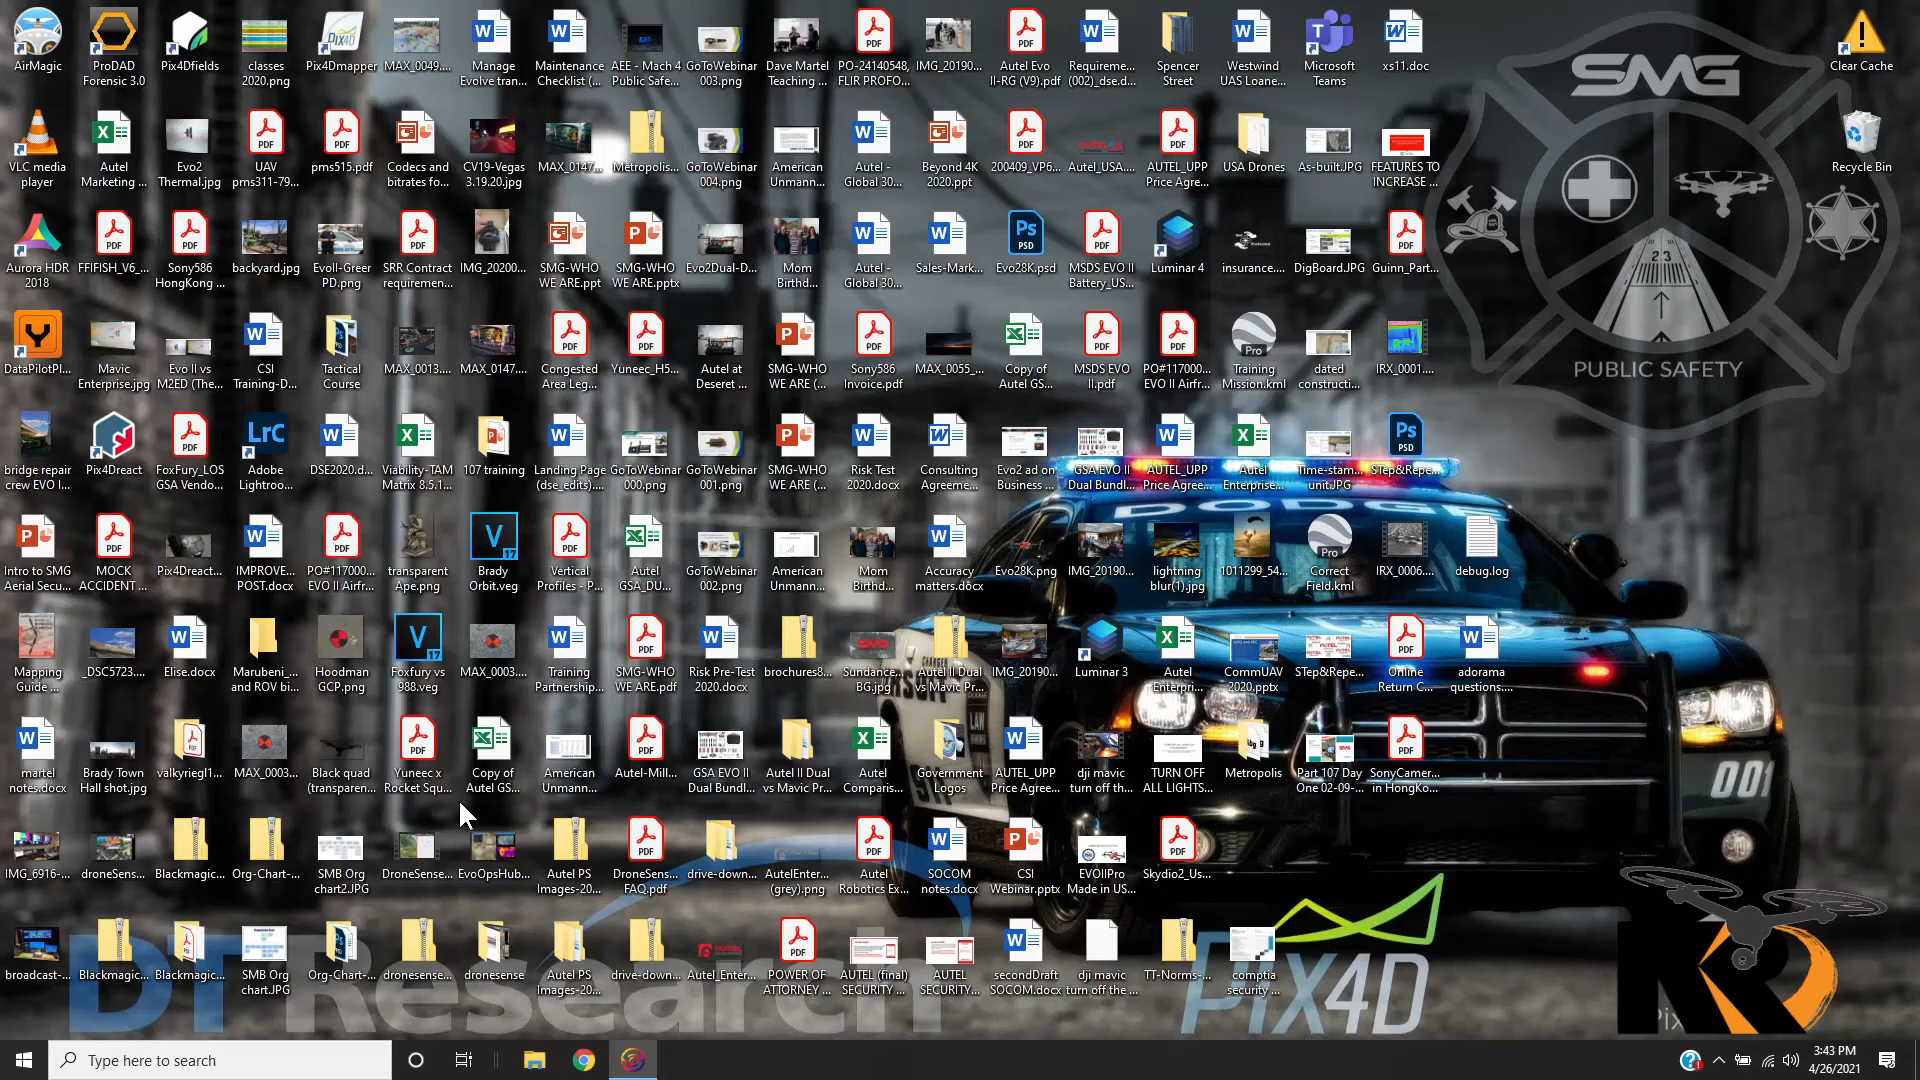 AirMagic
ProDAD
Forensic 3.0
Pix4Dfields
classes
2020.png
Pix4Dmapper
MAX_0049....
Manage
Evolve tran...
Maintenance
Checklist (...
AEE - Mach 4
Public Safe...
GoToWebinar
003.png
Dave Martel
Teaching ...
PO-24140548,
FLIR PROFO...
IMG_20190...
Autel Evo
II-RG (V9).pdf
Requireme...
(002)_dse.d...
Spencer
Street
Westwind
UAS Loane...
Microsoft
Teams
xs11.doc
Clear Cache
VLC media
player
Autel
Marketing ...
Evo2
Thermal.jpg
UAV
pms311-79...
pms515.pdf
Codecs and
bitrates fo...
CV19-Vegas
3.19.20.jpg
MAX_0147...
Metropolis...
GoToWebinar
004.png
American
Unmann...
Autel -
Global 30...
Beyond 4K
2020.ppt
200409_VP6...
Autel_USA....
AUTEL_UPP
Price Agre...
USA Drones
As-built.JPG
FEATURES TO
INCREASE ...
Recycle Bin
Aurora HDR
2018
FFIFISH_V6_...
Sony586
HongKong ...
backyard.jpg
EvoII-Greer
PD.png
SRR Contract
requiremen...
IMG_20200...
SMG-WHO
WE ARE.ppt
SMG-WHO
WE ARE.pptx
Evo2Dual-D...
Mom
Birthd...
Autel -
Global 30...
Sales-Mark...
Evo28K.psd
MSDS EVO II
Battery_US...
Luminar 4
insurance....
DigBoard.JPG
Guinn_Part...
DataPilotPl...
Mavic
Enterprise.jpg
Evo II vs
M2ED (The...
CSI
Training-D...
Tactical
Course
MAX_0013....
MAX_0147...
Congested
Area Leg...
Yuneec_H5...
Autel at
Deseret ...
SMG-WHO
WE ARE (...
Sony586
Invoice.pdf
MAX_0055_...
Copy of
Autel GS...
MSDS EVO
II.pdf
PO#117000...
EVO II Airfr...
Training
Mission.kml
dated
constructi...
IRX_0001....
bridge repair
crew EVO I...
Pix4Dreact
FoxFury_LOS
GSA Vendo...
Adobe
Lightroo...
DSE2020.d...
Viability-TAM
Matrix 8.5.1...
107 training
Landing Page
(dse_edits)....
GoToWebinar
000.png
GoToWebinar
001.png
SMG-WHO
WE ARE (...
Risk Test
2020.docx
Consulting
Agreeme...
Evo2 ad on
Business ...
GSA EVO II
Dual Bundl...
AUTEL_UPP
Price Agree...
Autel
Enterprise...
Time-stam...
unit.JPG
STep&Repe...
Intro to SMG
Aerial Secu...
MOCK
ACCIDENT ...
Pix4Dreact...
IMPROVE...
POST.docx
PO#117000...
EVO II Airfr...
transparent
Ape.png
Brady
Orbit.veg
Vertical
Profiles - P...
Autel
GSA_DU...
GoToWebinar
002.png
American
Unmann...
Mom
Birthd...
Accuracy
matters.docx
Evo28K.png
IMG_20190...
lightning
blur(1).jpg
1011299_54...
Correct
Field.kml
IRX_0006....
debug.log
Mapping
Guide ...
_DSC5723....
Elise.docx
Marubeni_...
and ROV bi...
Hoodman
GCP.png
Foxfury vs
988.veg
MAX_0003....
Training
Partnership...
SMG-WHO
WE ARE.pdf
Risk Pre-Test
2020.docx
brochures8...
Sundance...
BG.jpg
Autel II Dual
vs Mavic Pr...
IMG_20190...
Luminar 3
Autel
Enterpri...
CommUAV
2020.pptx
STep&Repe...
Online
Return C...
adorama
questions....
martel
notes.docx
Brady Town
Hall shot.jpg
valkyriegl1...
MAX_0003...
Black quad
(transparen...
Yuneec x
Rocket Squ...
Copy of
Autel GS...
American
Unmann...
Autel-Mill...
GSA EVO II
Dual Bundl...
Autel II Dual
vs Mavic Pr...
Autel
Comparis...
Government
Logos
AUTEL_UPP
Price Agree...
dji mavic
turn off th...
TURN OFF
ALL LIGHTS...
Metropolis
Part 107 Day
One 02-09-...
SonyCamer...
in HongKo...
IMG_6916-...
droneSens...
Blackmagic...
Org-Chart-...
SMB Org
chart2.JPG
DroneSense...
EvoOpsHub...
Autel PS
Images-20...
DroneSens...
FAQ.pdf
drive-down...
AutelEnter...
(grey).png
Autel
Robotics Ex...
SOCOM
notes.docx
CSI
Webinar.pptx
EVOIIPro
Made in US...
Skydio2_Us...
broadcast-...
Blackmagic...
Blackmagic...
SMB Org
chart.JPG
Org-Chart-...
dronesense...
dronesense
Autel PS
Images-20...
drive-down...
Autel_Enter...
POWER OF
ATTORNEY ...
AUTEL (final)
SECURITY ...
AUTEL
SECURITY...
secondDraft
SOCOM.docx
dji mavic
turn off the ...
TT-Norms-...
comptia
security ...
SMG
23
PUBLIC SAFETY
DODGE
LAW
001
DT Research
PIX4D
Type here to search
3:43 PM
4/26/2021